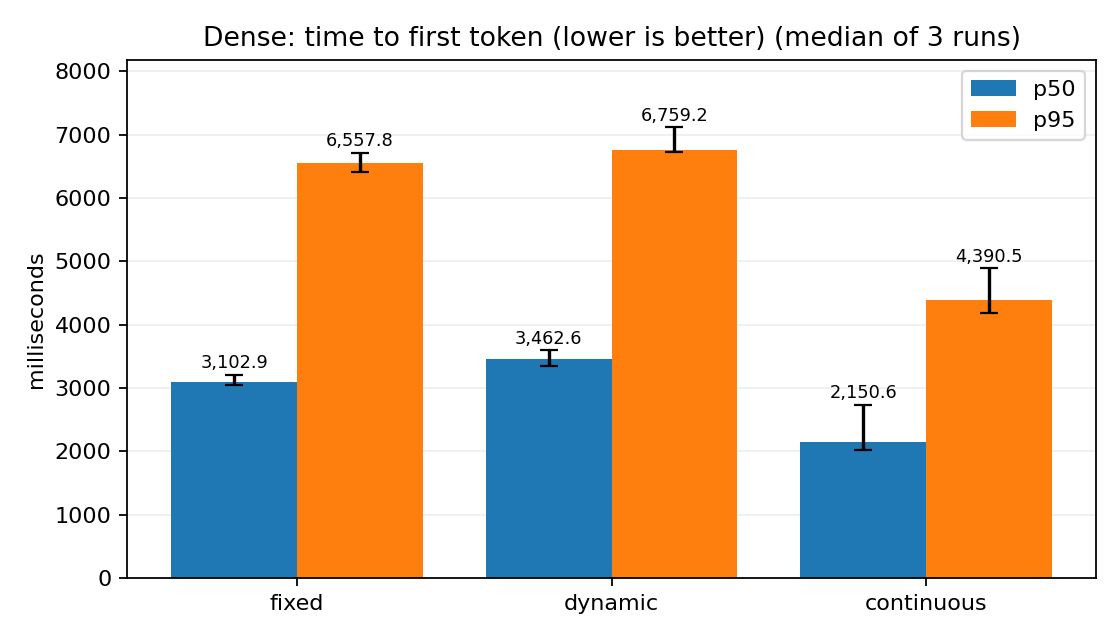 Dense: time to first token (lower is better) (median of 3 runs)
8000
7000
6000
5000
4000
3000
2000
1000
0
milliseconds
p50
p95
3,102.9
6,557.8
3,462.6
6,759.2
2,150.6
4,390.5
fixed
dynamic
continuous